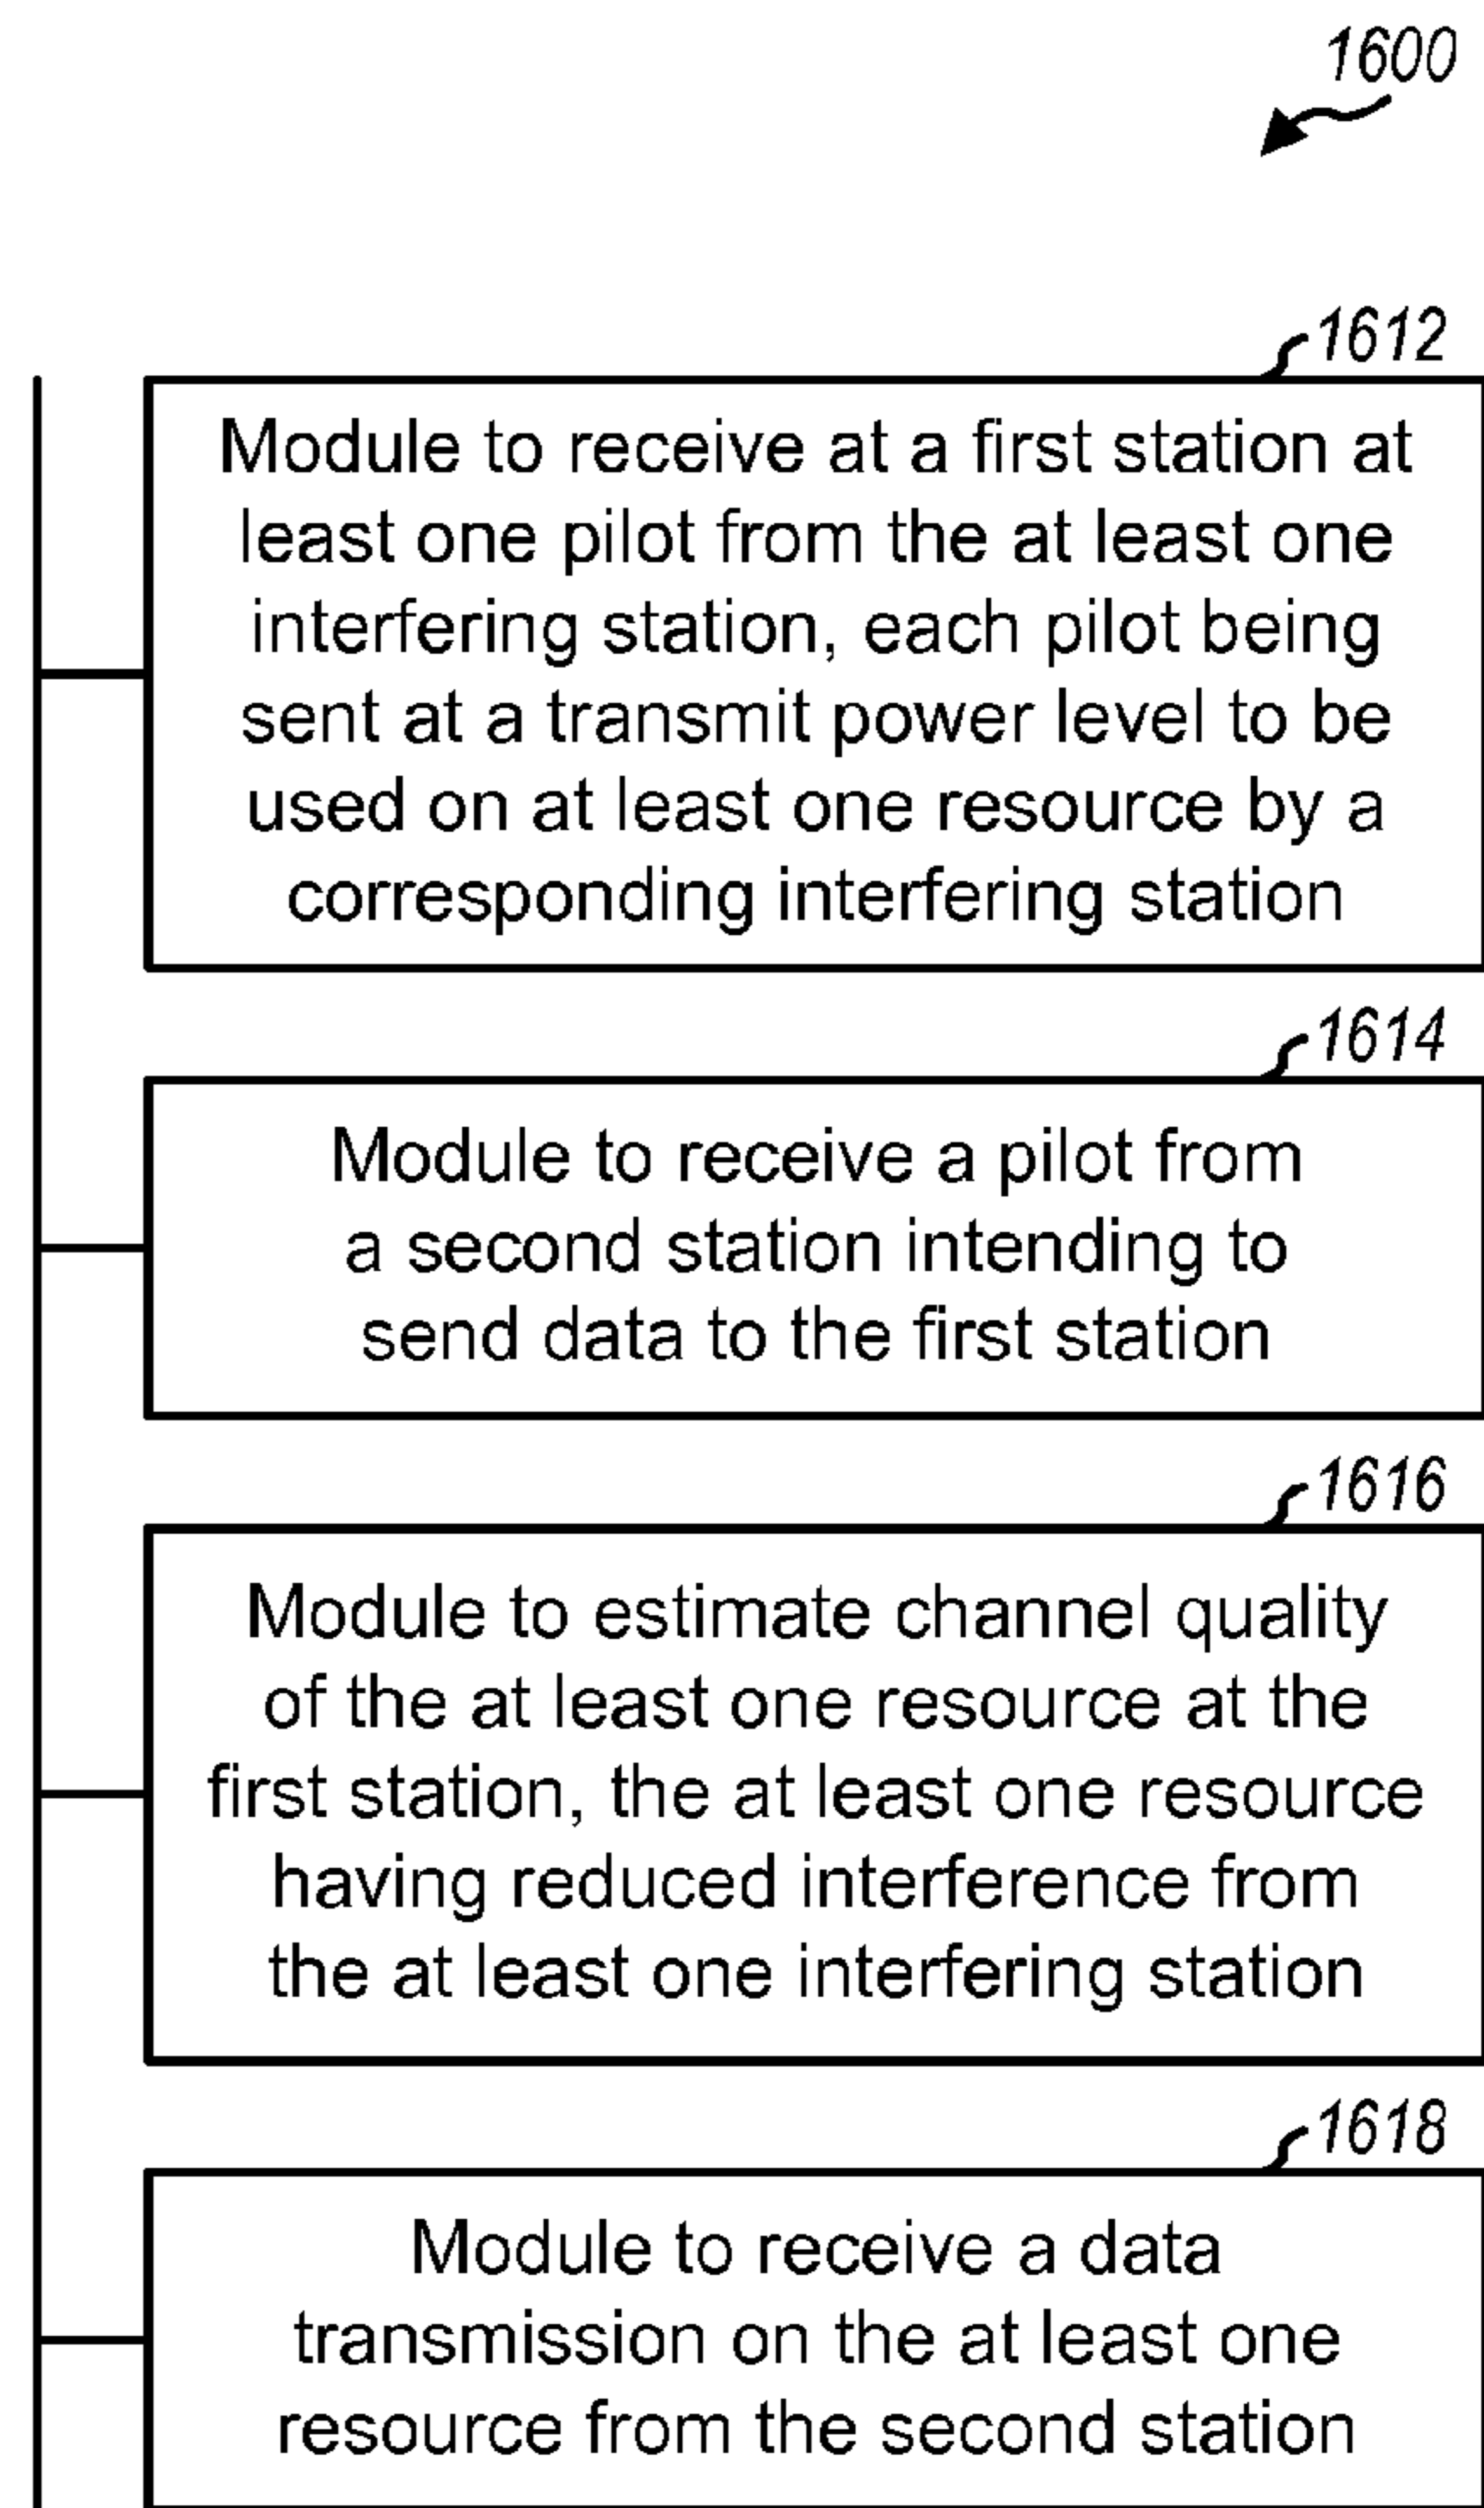 1600
1612
Module to receive at a first station at
least one pilot from the at least one
interfering station, each pilot being
sent at a transmit power level to be
used on at least one resource by a
corresponding interfering station
1614
Module to receive a pilot from
a second station intending to
send data to the first station
1616
Module to estimate channel quality
of the at least one resource at the
first station, the at least one resource
having reduced interference from
the at least one interfering station
1618
Module to receive a data
transmission on the at least one
resource from the second station